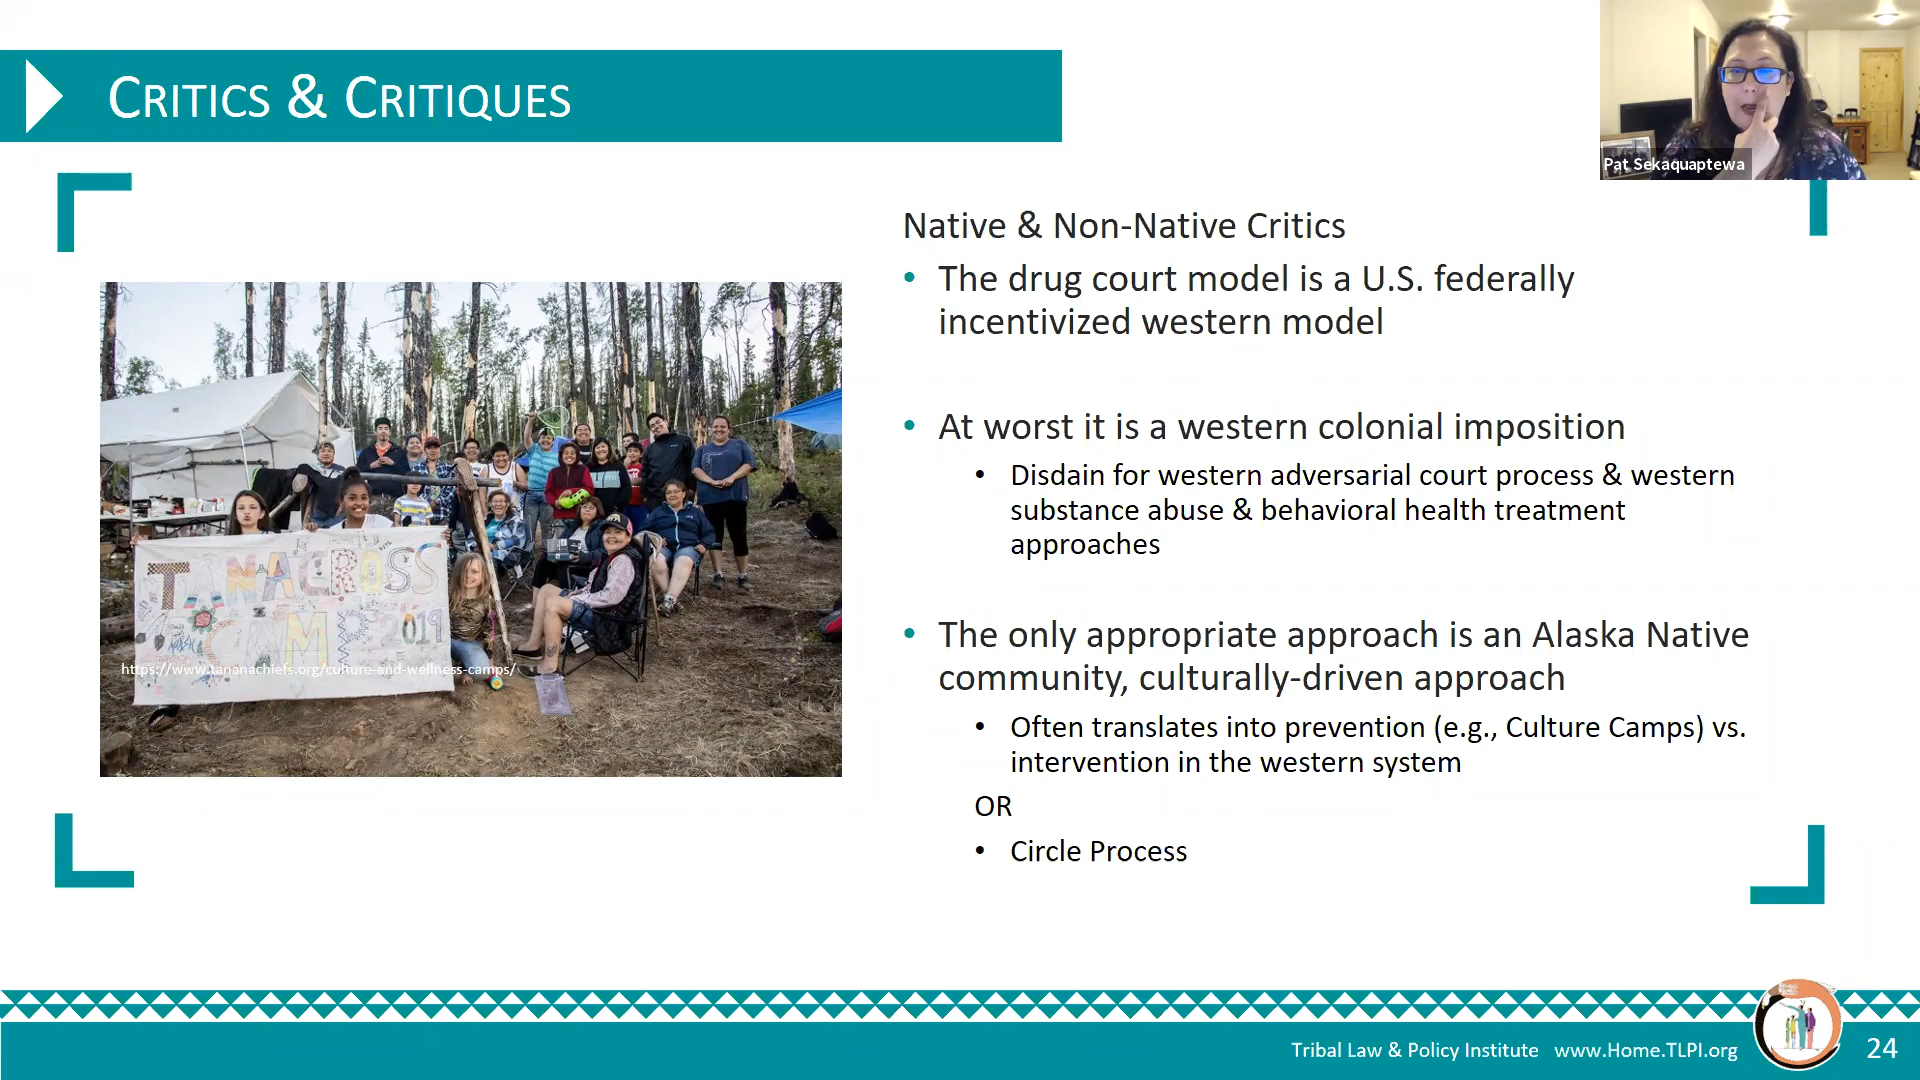 CRITICS & CRITIQUES
Pat Sekaquaptewa
Native & Non-Native Critics
• The drug court model is a U.S. federally
incentivized western model
• At worst it is a western colonial imposition
• Disdain for western adversarial court process & western
substance abuse & behavioral health treatment
approaches
• The only appropriate approach is an Alaska Native
community, culturally-driven approach
• Often translates into prevention (e.g., Culture Camps) vs.
intervention in the western system
OR
• Circle Process
TANACROSS
CAMP 2019
https://www.tananachiefs.org/culture-and-wellness-camps/
Tribal Law & Policy Institute www.Home.TLPI.org
24